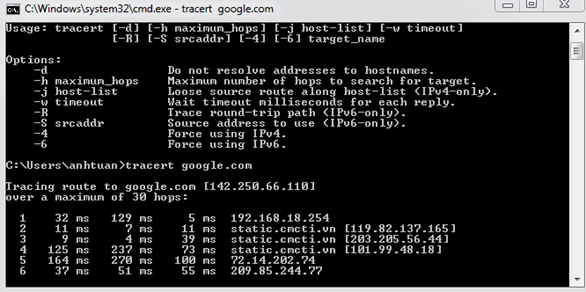 C:\Windows\system32\cmd.exe - tracert google.com
Usage: tracert [-d] [-h maximum_hops] [-j host-list] [-w timeout]
[-R] [-S srcaddr] [-4] [-6] target_name
Options:
-d Do not resolve addresses to hostnames.
-h maximum_hops Maximum number of hops to search for target.
-j host-list Loose source route along host-list (IPv4-only).
-w timeout Wait timeout milliseconds for each reply.
-R Trace round-trip path (IPv6-only).
-S srcaddr Source address to use (IPv6-only).
-4 Force using IPv4.
-6 Force using IPv6.
C:\Users\anhtuan>tracert google.com
Tracing route to google.com [142.250.66.110]
over a maximum of 30 hops:
1 32 ms 129 ms 5 ms 192.168.18.254
2 11 ms 7 ms 11 ms static.cmcti.vn [119.82.137.165]
3 9 ms 4 ms 39 ms static.cmcti.vn [203.205.56.44]
4 125 ms 237 ms 73 ms static.cmcti.vn [101.99.48.18]
5 164 ms 270 ms 100 ms 72.14.202.74
6 37 ms 51 ms 55 ms 209.85.244.77